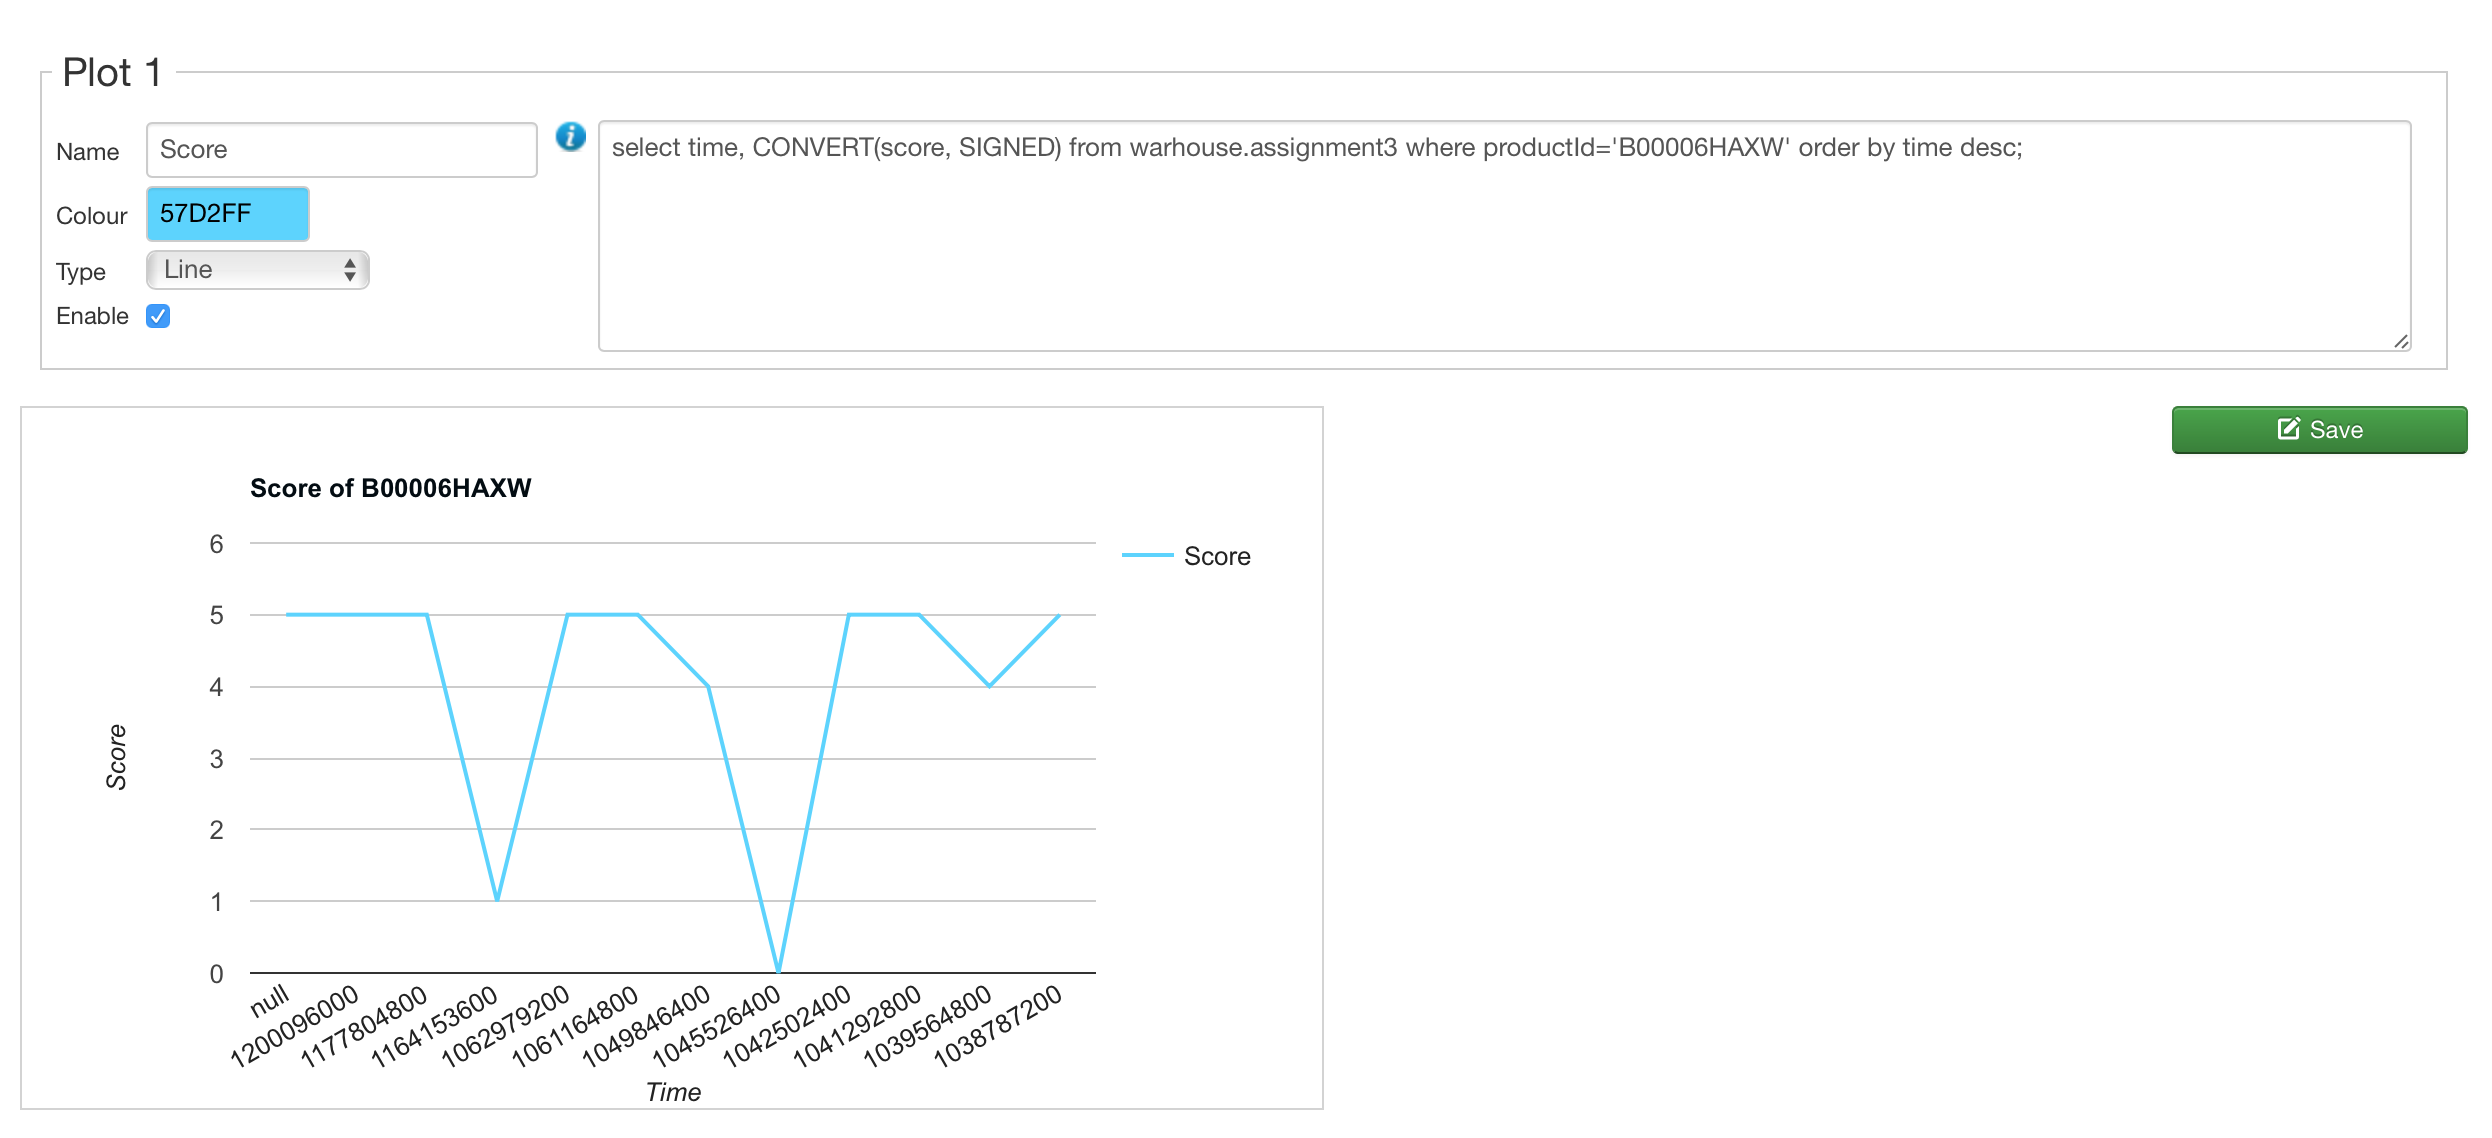 Plot 1
Name
Score
i
select time, CONVERT(score, SIGNED) from warhouse.assignment3 where productId='B00006HAXW' order by time desc;
Colour
57D2FF
Type
Line
Enable
Save
Score of B00006HAXW
6
5
4
3
2
1
0
Score
Score
null
1200096000
1177804800
1164153600
1062979200
1061164800
1049846400
1045526400
1042502400
1041292800
1039564800
1038787200
Time